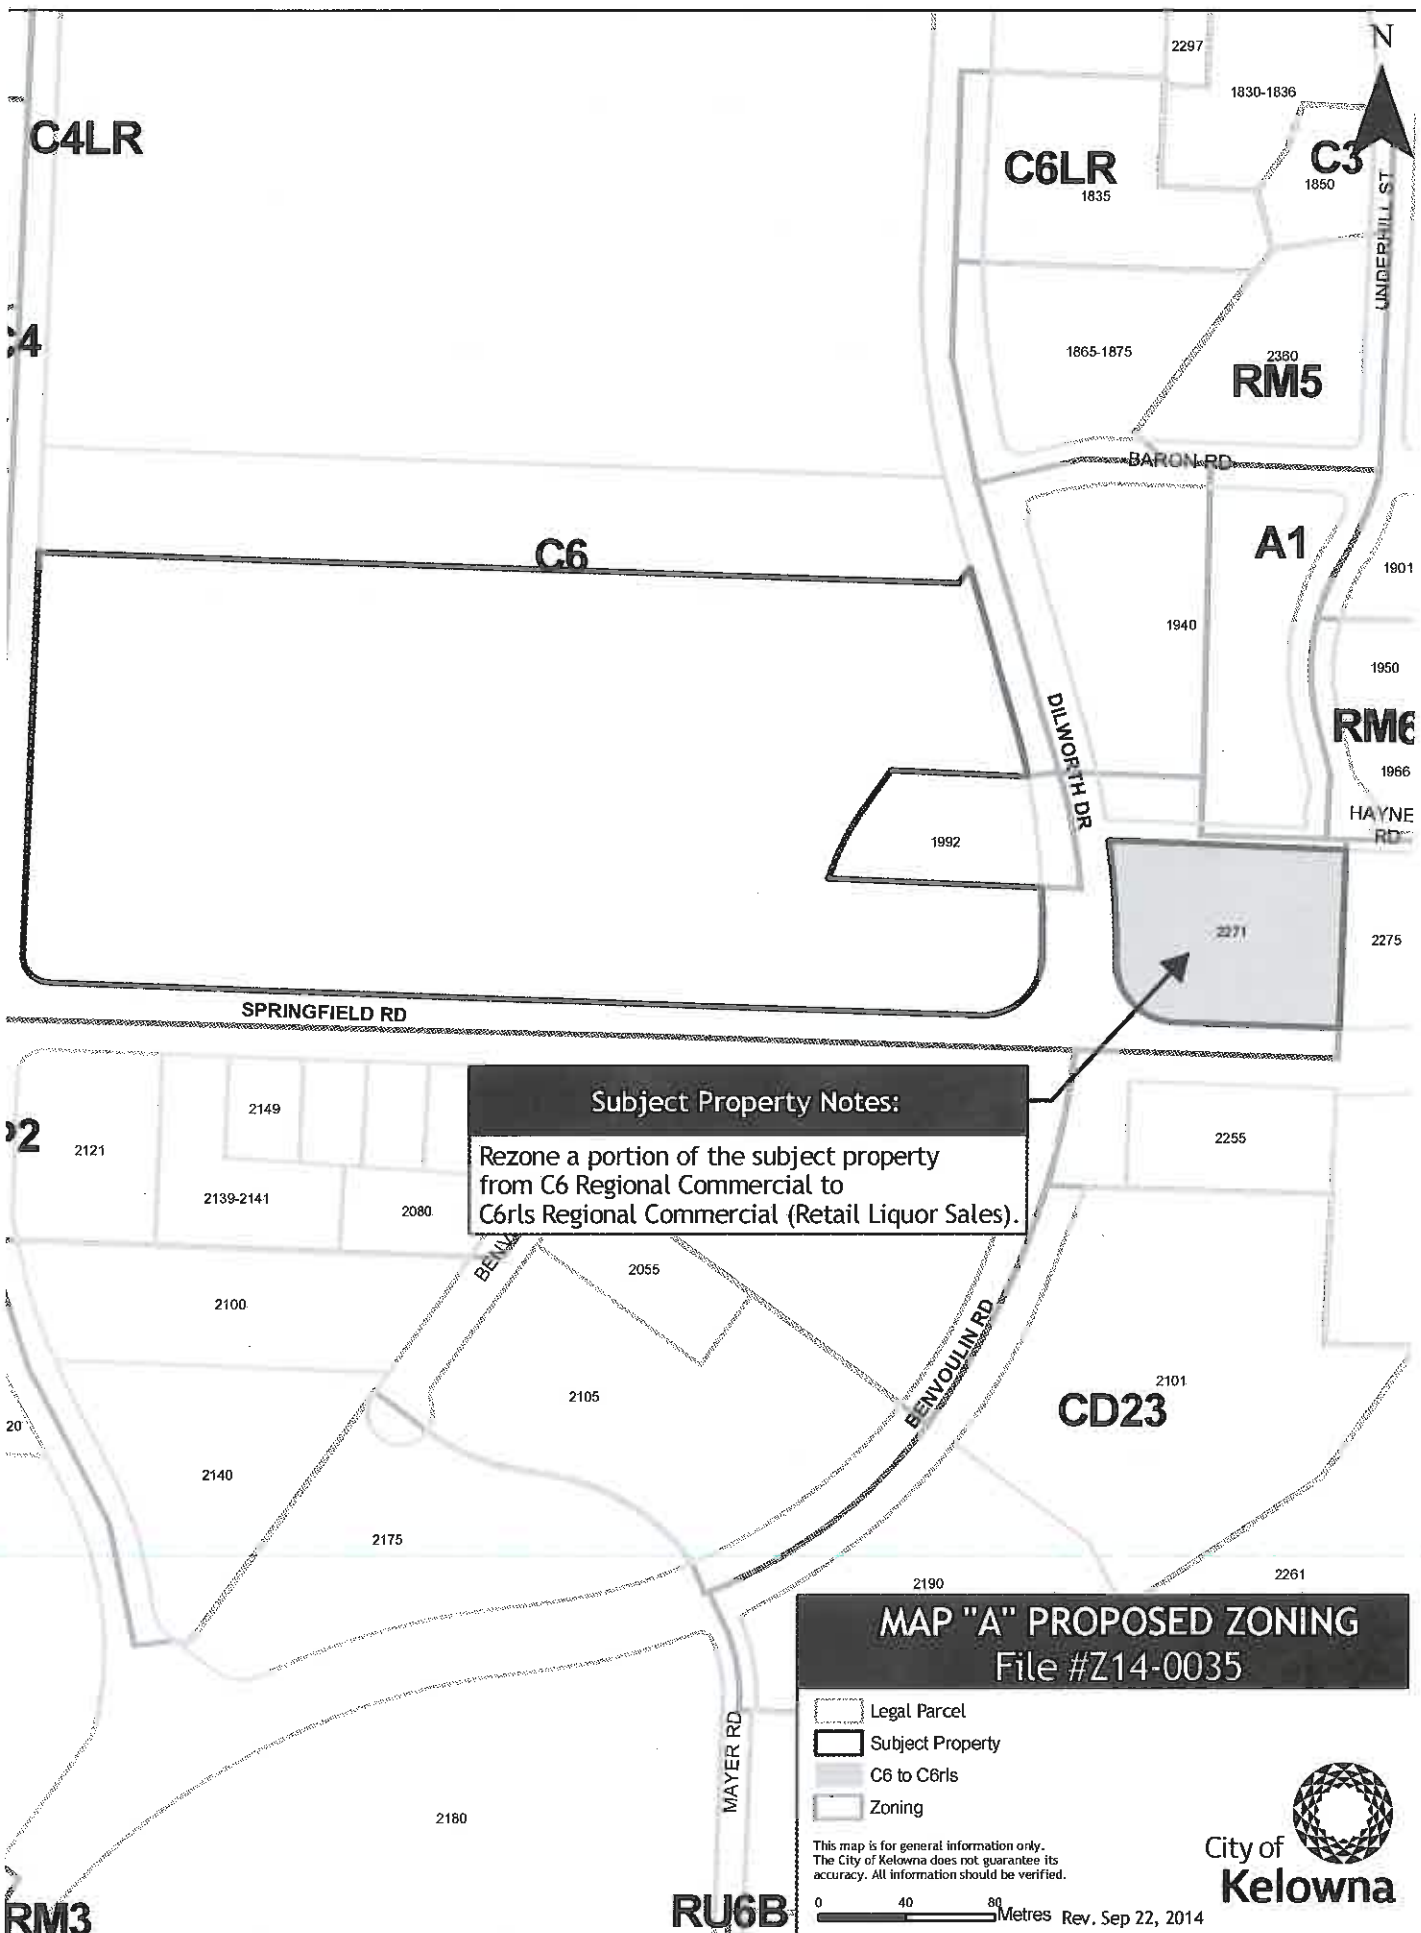 N
2297
1830-1836
C4LR
C6LR
1835
C3
1850
UNDERHILL ST
1865-1875
2360
RM5
BARON RD
C6
A1
1901
1940
1950
DILWORTH DR
RM6
1966
HAYNE
RD
1992
2271
2275
SPRINGFIELD RD
2149
2121
2139-2141
2080
Subject Property Notes:
Rezone a portion of the subject property
from C6 Regional Commercial to
C6rls Regional Commercial (Retail Liquor Sales).
2255
BENV
2055
2100
BENVOULIN RD
2101
CD23
2105
20
2140
2175
2190
2261
MAP "A" PROPOSED ZONING
File #Z14-0035
Legal Parcel
Subject Property
C6 to C6rls
Zoning
This map is for general information only.
The City of Kelowna does not guarantee its
accuracy. All information should be verified.
0 40 80 Metres Rev. Sep 22, 2014
City of
Kelowna
MAYER RD
2180
RM3
RU6B